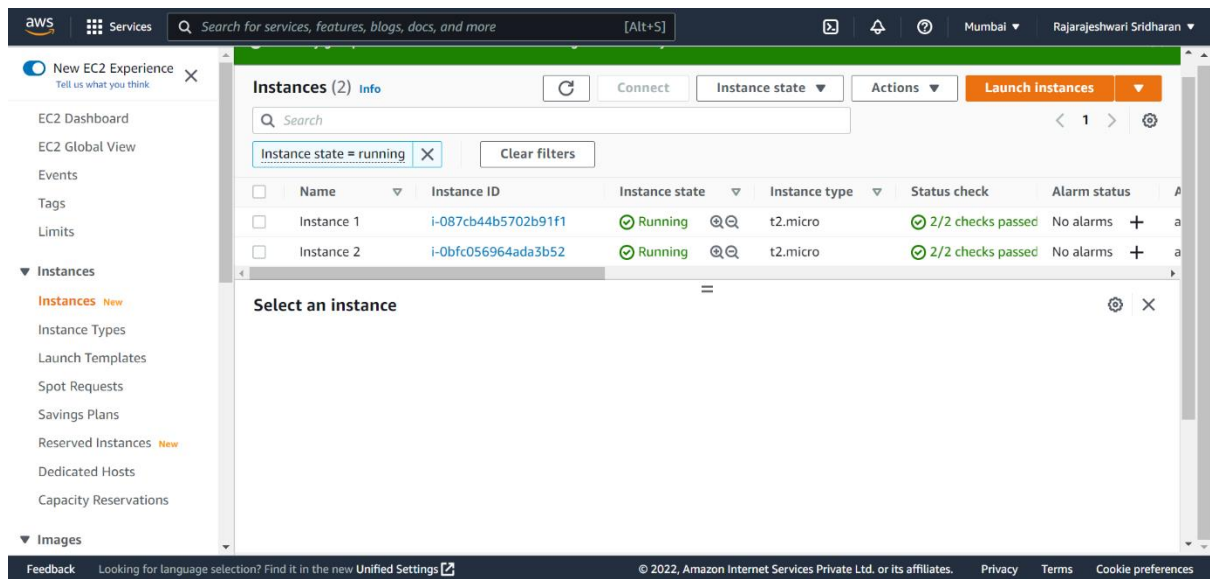 aws Services Search for services, features, blogs, docs, and more [Alt+S] Mumbai Rajarajeshwari Sridharan
New EC2 Experience
Tell us what you think
EC2 Dashboard
EC2 Global View
Events
Tags
Limits
Instances
Instances New
Instance Types
Launch Templates
Spot Requests
Savings Plans
Reserved Instances New
Dedicated Hosts
Capacity Reservations
Images
Instances (2) Info Connect Instance state Actions Launch instances
Search 1
Instance state = running Clear filters
Name Instance ID Instance state Instance type Status check Alarm status A
Instance 1 i-087cb44b5702b91f1 Running t2.micro 2/2 checks passed No alarms + a
Instance 2 i-0bfc056964ada3b52 Running t2.micro 2/2 checks passed No alarms + a
Select an instance
Feedback Looking for language selection? Find it in the new Unified Settings © 2022, Amazon Internet Services Private Ltd. or its affiliates. Privacy Terms Cookie preferences